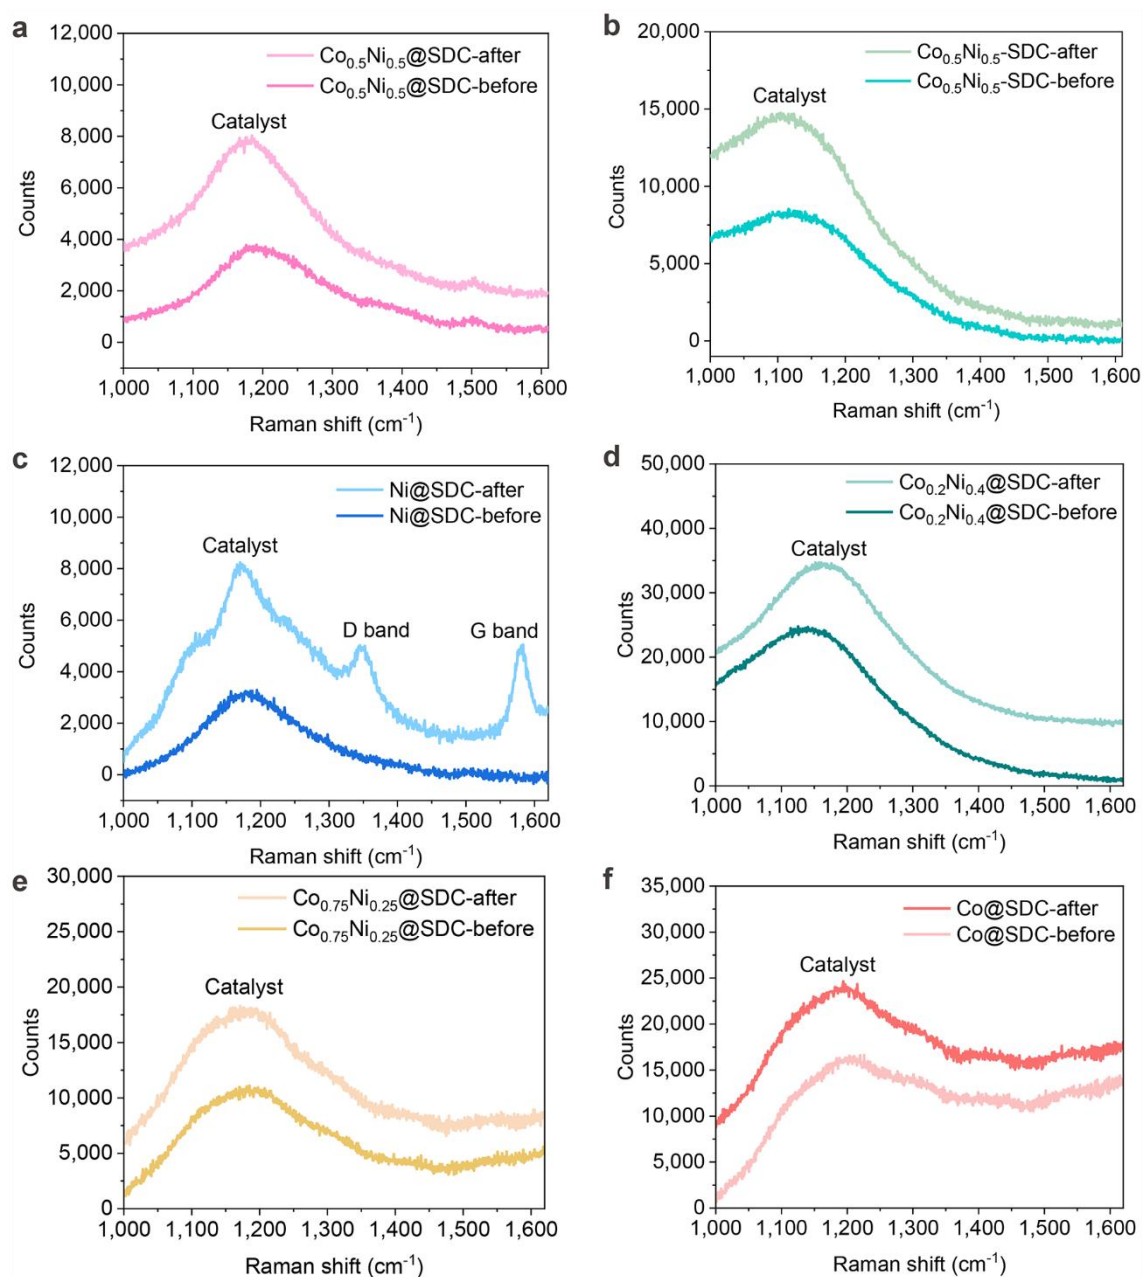 a
12,000
10,000
8,000
6,000
4,000
2,000
0
Counts
Co0.5Ni0.5@SDC-after
Co0.5Ni0.5@SDC-before
Catalyst
1,000 1,100 1,200 1,300 1,400 1,500 1,600
Raman shift (cm-1)
b
20,000
15,000
10,000
5,000
0
Counts
Co0.5Ni0.5-SDC-after
Co0.5Ni0.5-SDC-before
Catalyst
1,000 1,100 1,200 1,300 1,400 1,500 1,600
Raman shift (cm-1)
c
12,000
10,000
8,000
6,000
4,000
2,000
0
Counts
Ni@SDC-after
Ni@SDC-before
Catalyst
D band
G band
1,000 1,100 1,200 1,300 1,400 1,500 1,600
Raman shift (cm-1)
d
50,000
40,000
30,000
20,000
10,000
0
Counts
Co0.2Ni0.4@SDC-after
Co0.2Ni0.4@SDC-before
Catalyst
1,000 1,100 1,200 1,300 1,400 1,500 1,600
Raman shift (cm-1)
e
30,000
25,000
20,000
15,000
10,000
5,000
0
Counts
Co0.75Ni0.25@SDC-after
Co0.75Ni0.25@SDC-before
Catalyst
1,000 1,100 1,200 1,300 1,400 1,500 1,600
Raman shift (cm-1)
f
35,000
30,000
25,000
20,000
15,000
10,000
5,000
0
Counts
Co@SDC-after
Co@SDC-before
Catalyst
1,000 1,100 1,200 1,300 1,400 1,500 1,600
Raman shift (cm-1)